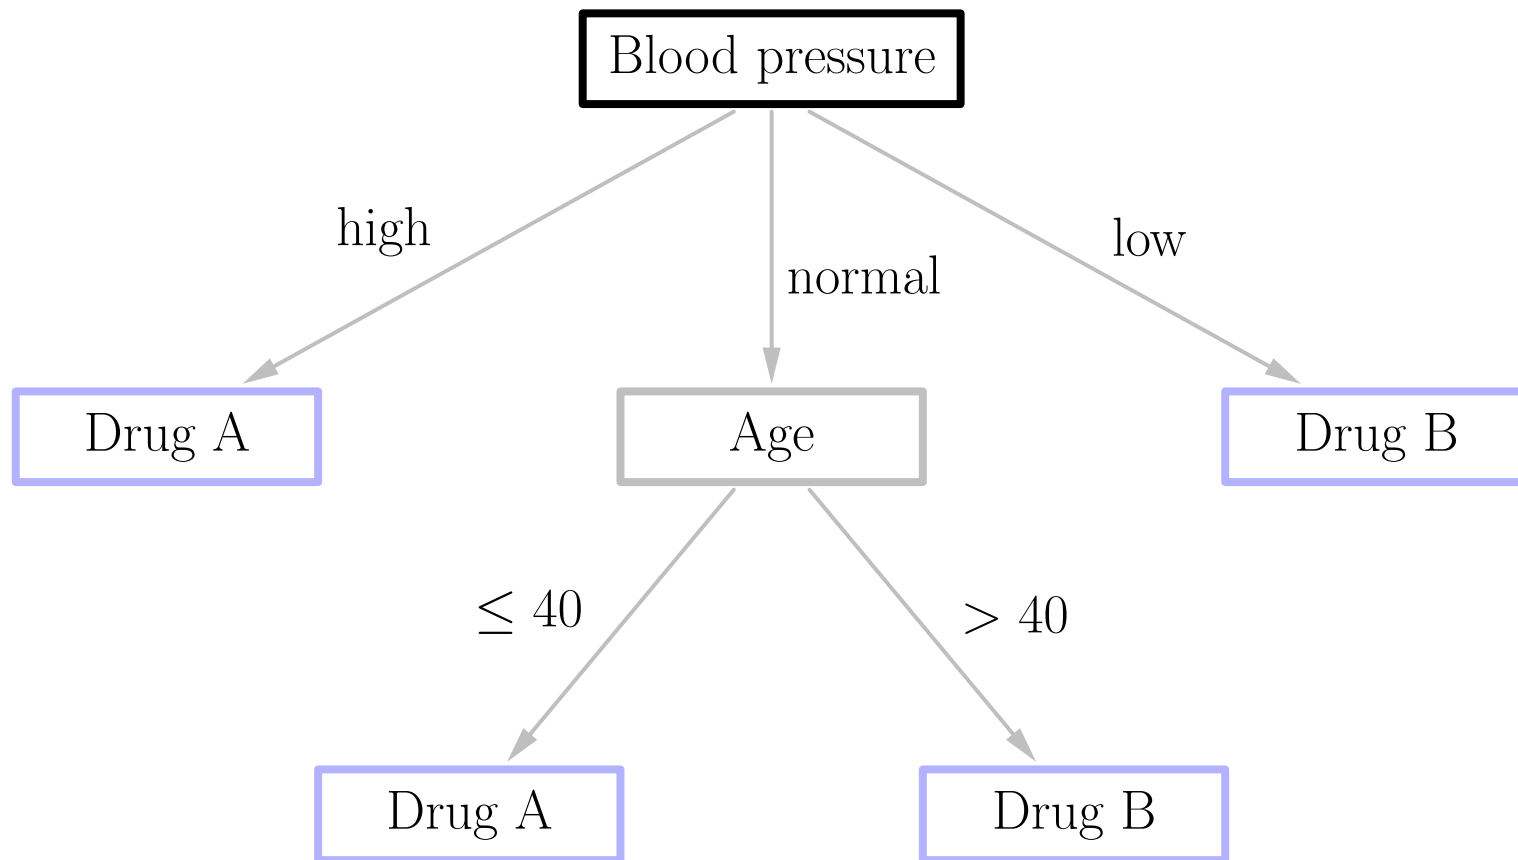 Blood pressure
high
normal
low
Drug A
Age
Drug B
≤ 40
> 40
Drug A
Drug B